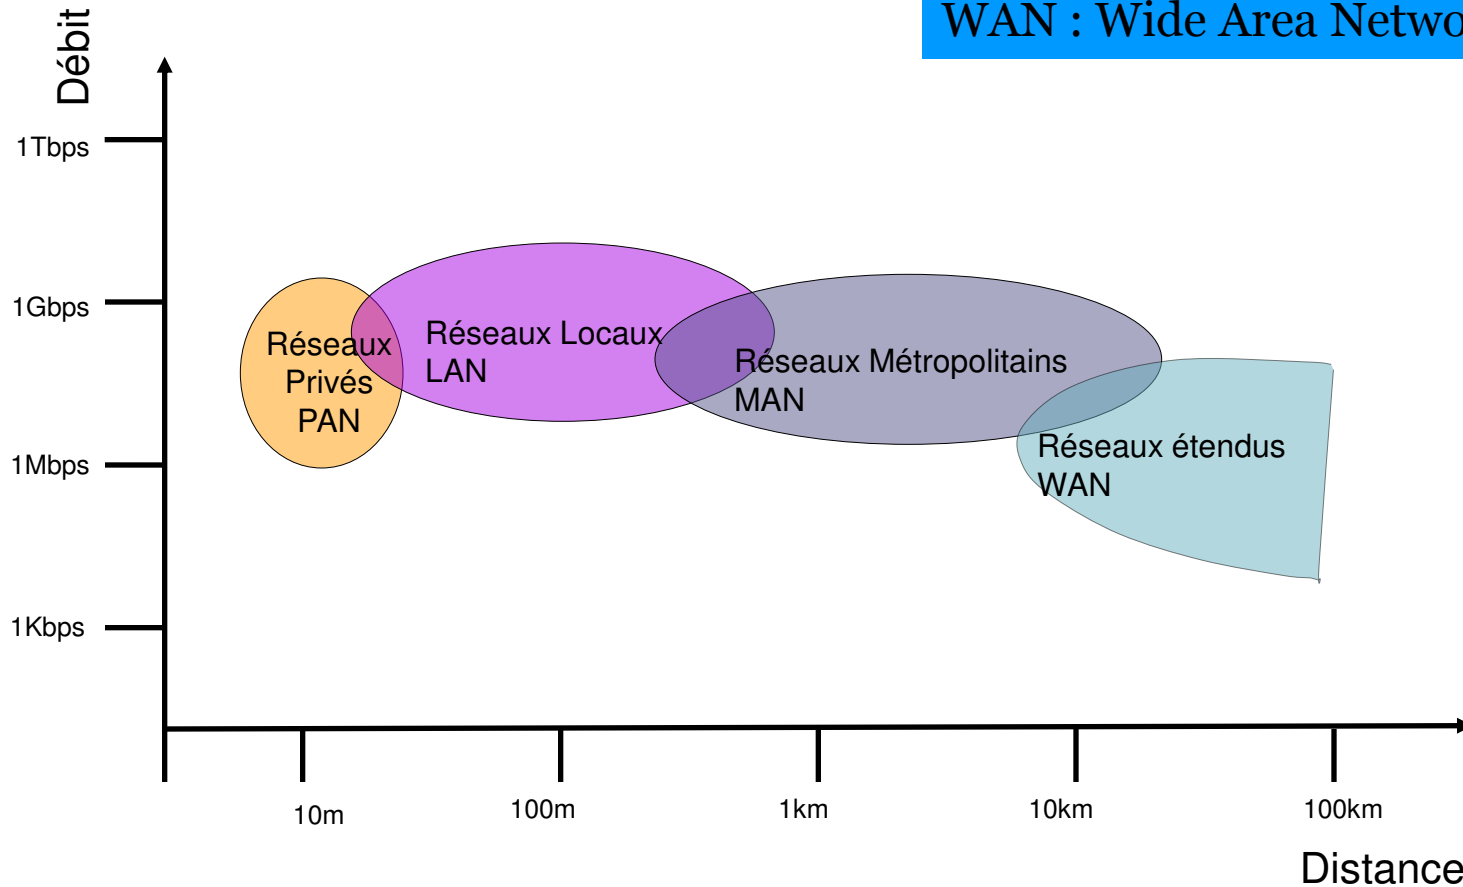 WAN : Wide Area Netwo
Débit
1Tbps
1Gbps
1Mbps
1Kbps
Réseaux
Privés
PAN
Réseaux Locaux
LAN
Réseaux Métropolitains
MAN
Réseaux étendus
WAN
10m
100m
1km
10km
100km
Distance